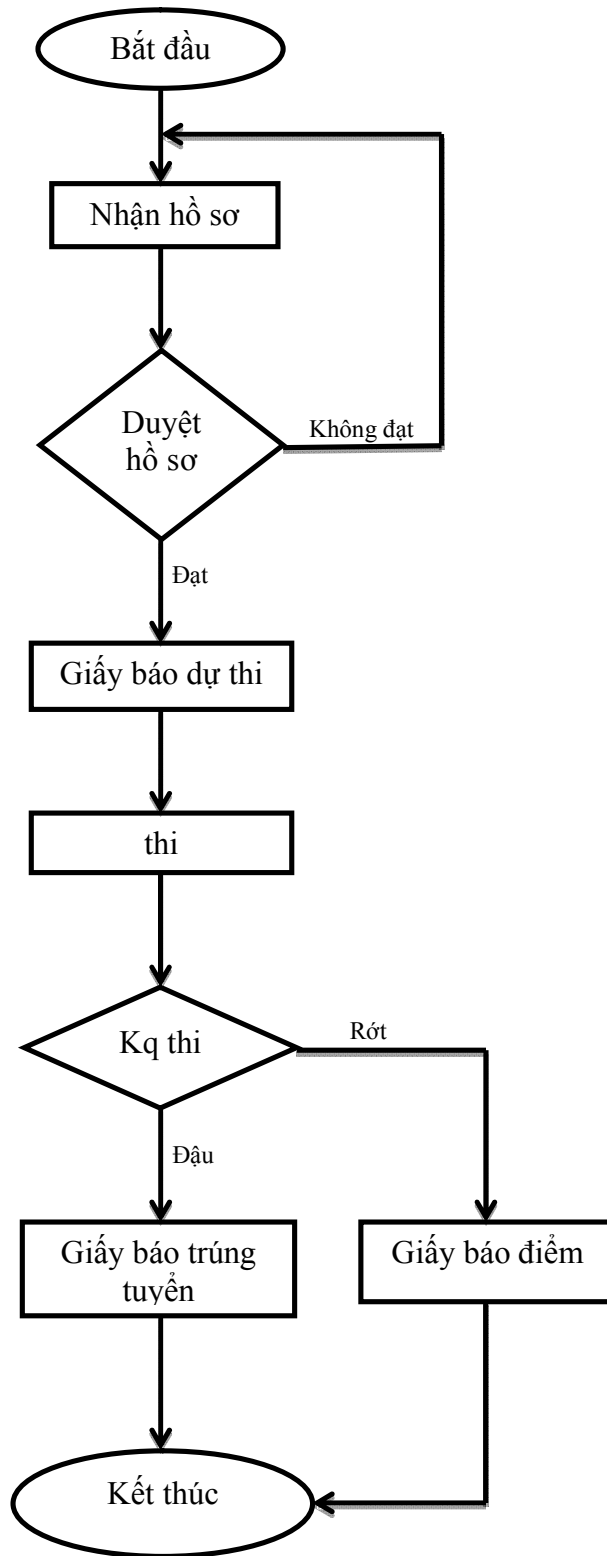 Bắt đầu
Nhận hồ sơ
Duyệt
hồ sơ
Không đạt
Đạt
Giấy báo dự thi
thi
Kq thi
Rớt
Đậu
Giấy báo trúng
tuyển
Giấy báo điểm
Kết thúc